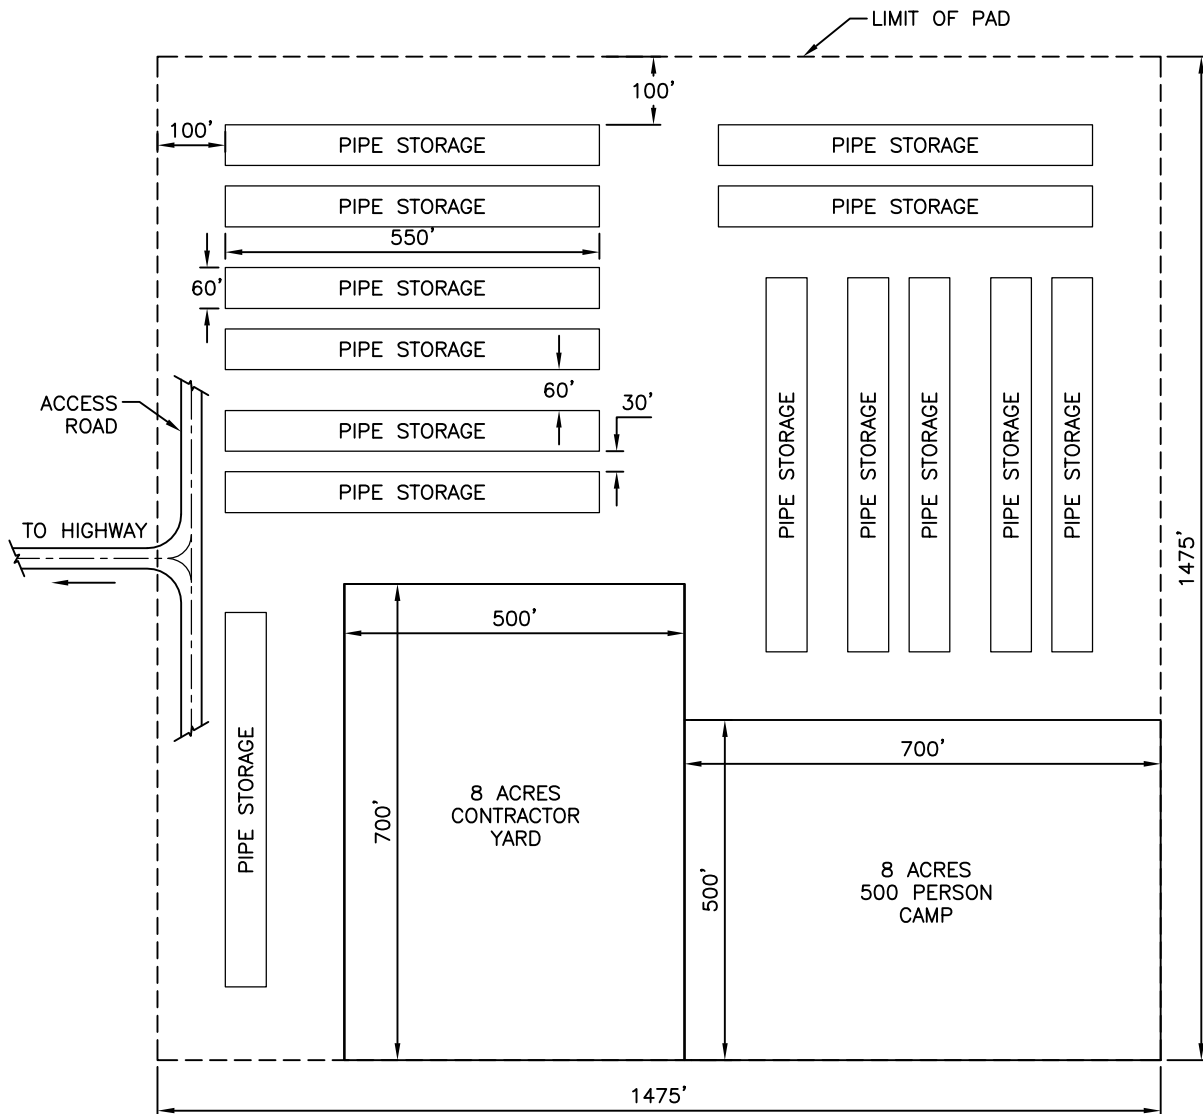 LIMIT OF PAD
100'
100'
PIPE STORAGE
PIPE STORAGE
PIPE STORAGE
PIPE STORAGE
550'
60'
PIPE STORAGE
PIPE STORAGE
60'
30'
ACCESS
ROAD
PIPE STORAGE
PIPE STORAGE
PIPE STORAGE
PIPE STORAGE
PIPE STORAGE
PIPE STORAGE
PIPE STORAGE
TO HIGHWAY
1475'
500'
700'
PIPE STORAGE
700'
8 ACRES
CONTRACTOR
YARD
500'
8 ACRES
500 PERSON
CAMP
1475'